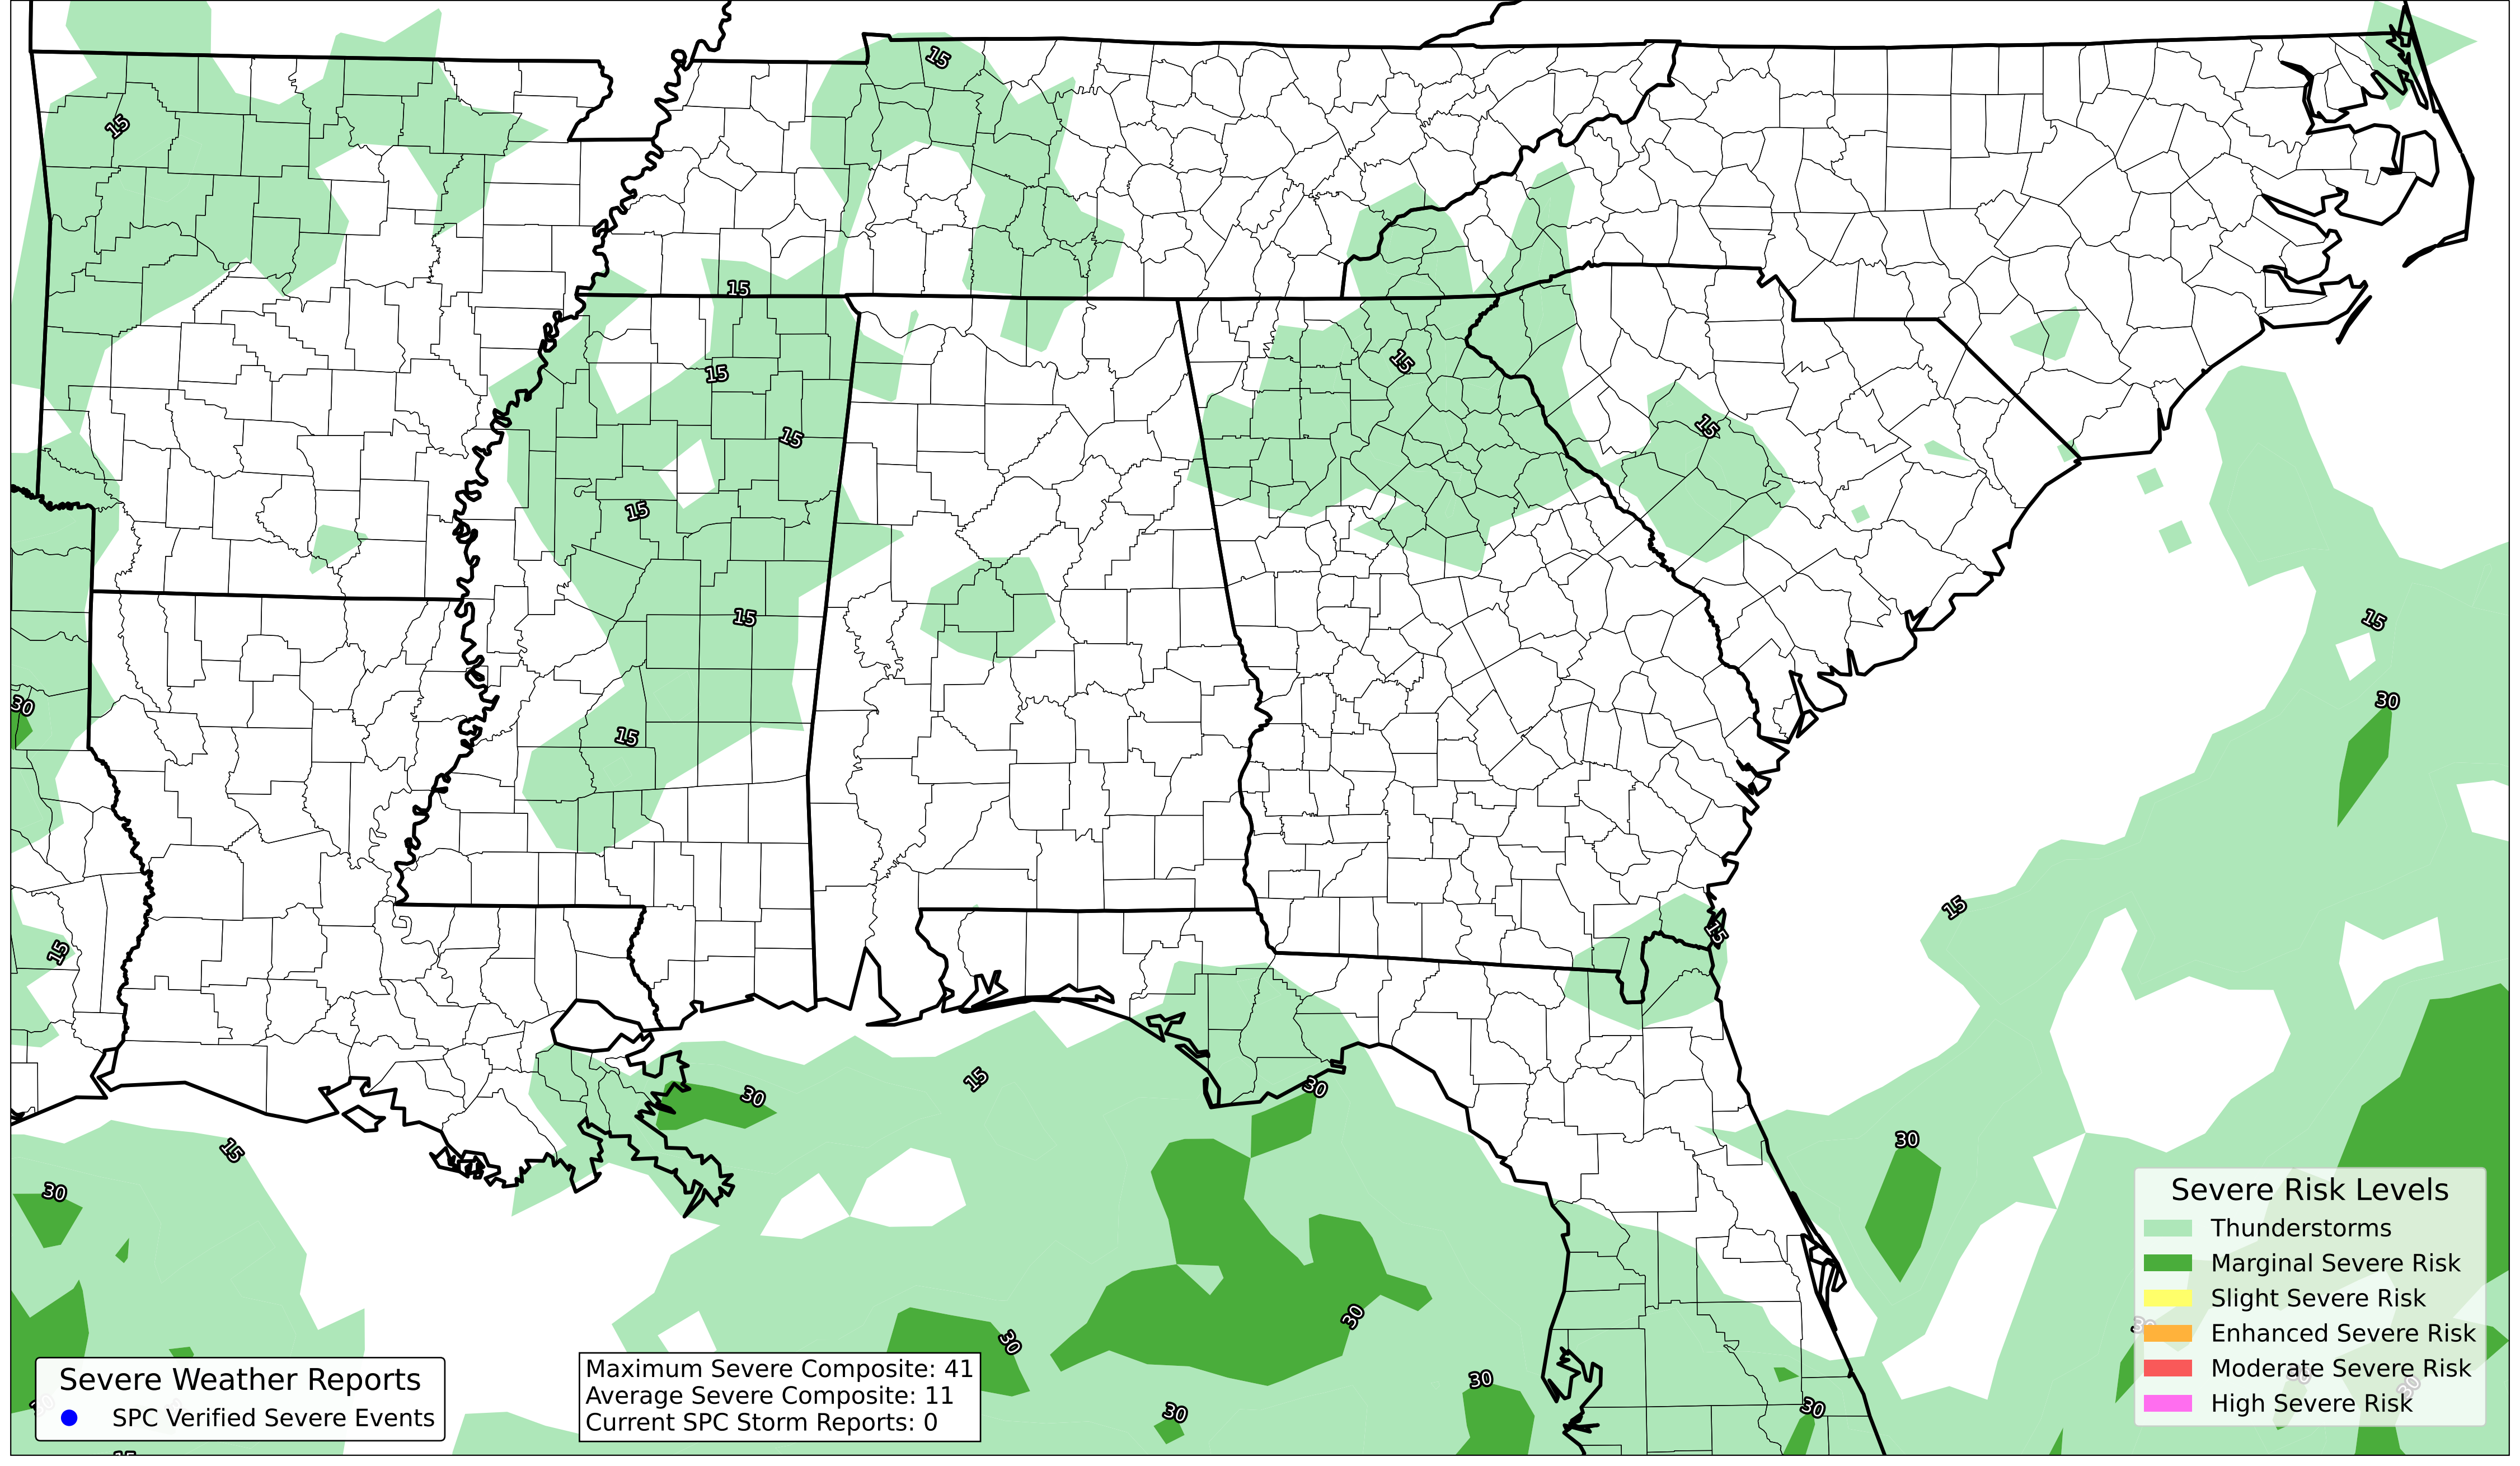 15
15
15
15
15
15
15
15
15
15
30
15
30
15
15
15
30
15
30
15
30
30
30
30
30
30
30
30
15
Severe Risk Levels
Thunderstorms
Marginal Severe Risk
Slight Severe Risk
Enhanced Severe Risk
Moderate Severe Risk
High Severe Risk
Severe Weather Reports
SPC Verified Severe Events
Maximum Severe Composite: 41
Average Severe Composite: 11
Current SPC Storm Reports: 0